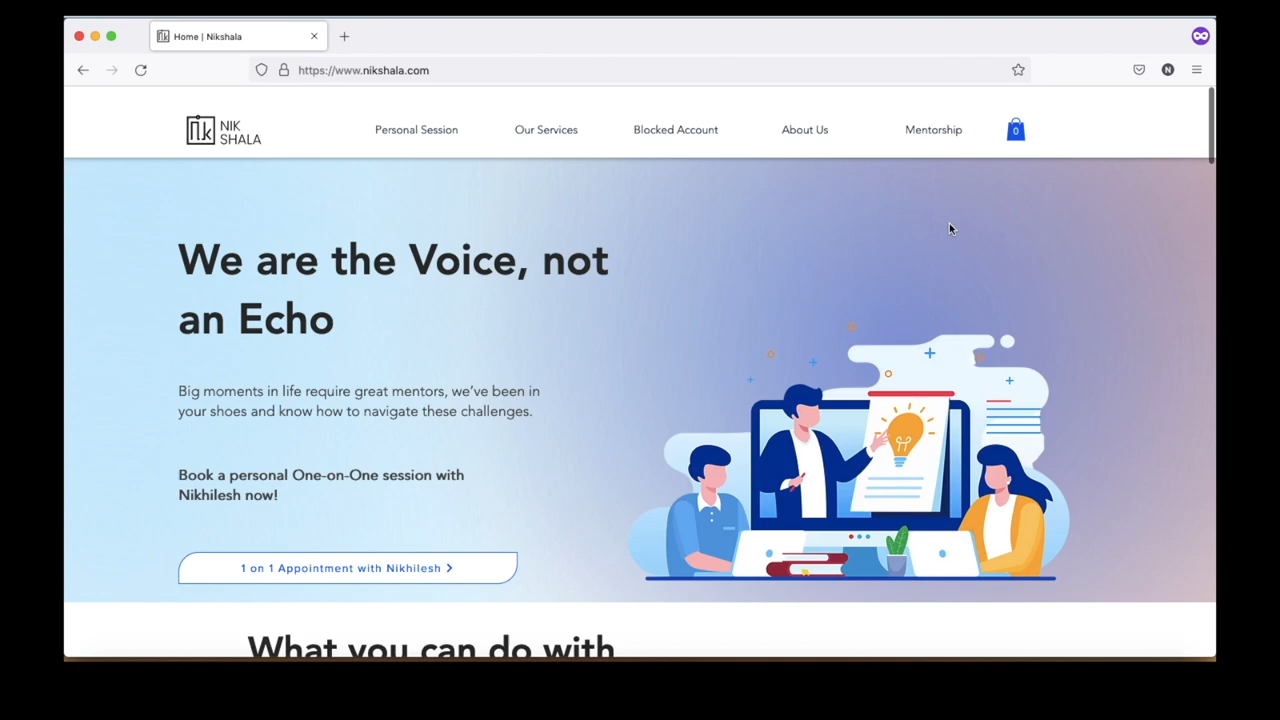 Home | Nikshala
https://www.nikshala.com
N
NIK
SHALA
Personal Session
Our Services
Blocked Account
About Us
Mentorship
0
We are the Voice, not
an Echo
Big moments in life require great mentors, we’ve been in
your shoes and know how to navigate these challenges.
Book a personal One-on-One session with
Nikhilesh now!
1 on 1 Appointment with Nikhilesh >
What you can do with